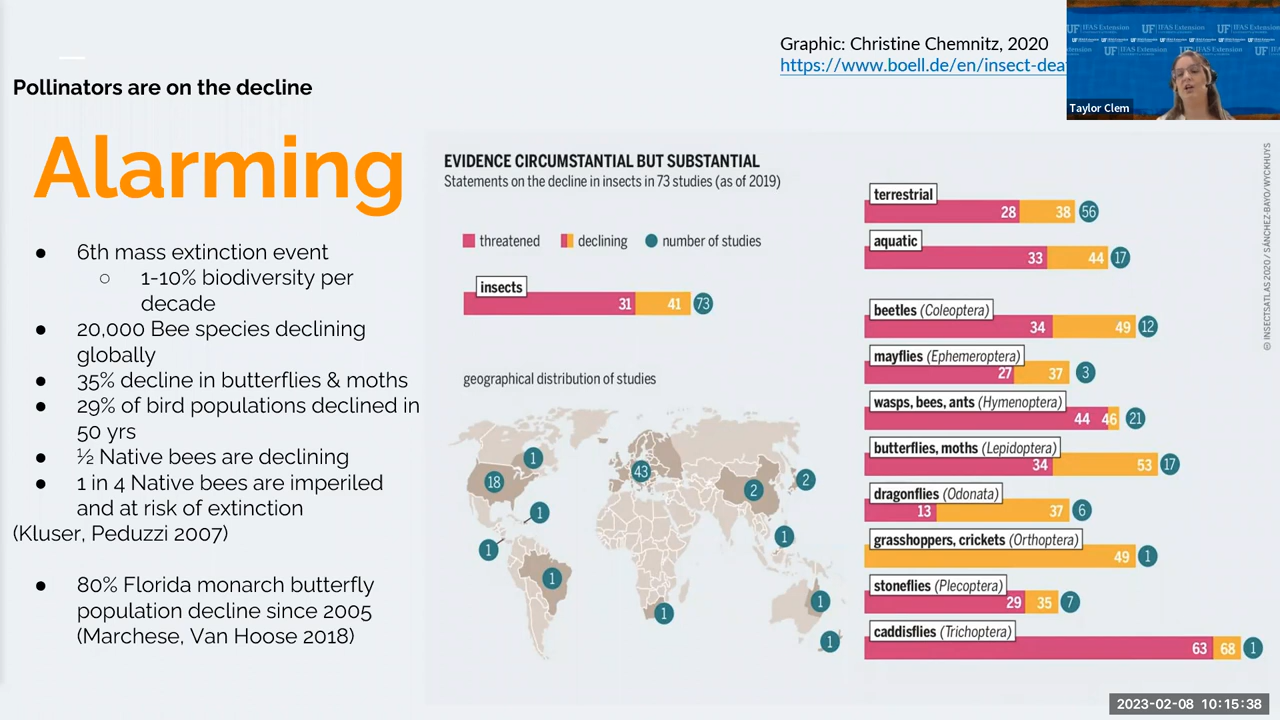 Graphic: Christine Chemnitz, 2020
https://www.boell.de/en/insect-dea
UF IFAS Extension
Taylor Clem
Pollinators are on the decline
Alarming
● 6th mass extinction event
○ 1-10% biodiversity per
decade
● 20,000 Bee species declining
globally
● 35% decline in butterflies & moths
● 29% of bird populations declined in
50 yrs
● ½ Native bees are declining
● 1 in 4 Native bees are imperiled
and at risk of extinction
(Kluser, Peduzzi 2007)
● 80% Florida monarch butterfly
population decline since 2005
(Marchese, Van Hoose 2018)
EVIDENCE CIRCUMSTANTIAL BUT SUBSTANTIAL
Statements on the decline in insects in 73 studies (as of 2019)
threatened declining number of studies
insects
31 41 73
geographical distribution of studies
1
18
43
2
2
1
1
1
1
1
1
1
terrestrial
28 38 56
aquatic
33 44 17
beetles (Coleoptera)
34 49 12
mayflies (Ephemeroptera)
27 37 3
wasps, bees, ants (Hymenoptera)
44 46 21
butterflies, moths (Lepidoptera)
34 53 17
dragonflies (Odonata)
13 37 6
grasshoppers, crickets (Orthoptera)
49 1
stoneflies (Plecoptera)
29 35 7
caddisflies (Trichoptera)
63 68 1
© INSECTSATLAS 2020 / SÁNCHEZ-BAYO/WYCKHUYS
2023-02-08 10:15:38